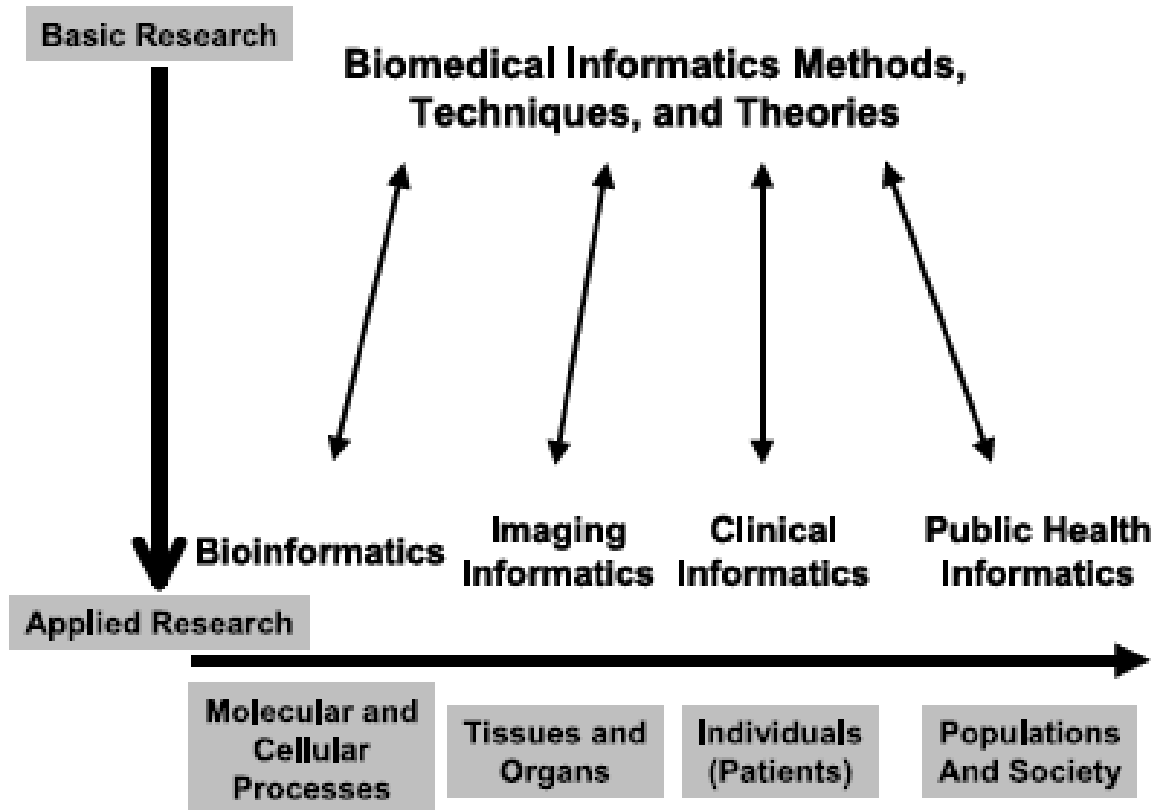 Basic Research
Biomedical Informatics Methods,
Techniques, and Theories
Bioinformatics
Imaging
Informatics
Clinical
Informatics
Public Health
Informatics
Applied Research
Molecular and
Cellular
Processes
Tissues and
Organs
Individuals
(Patients)
Populations
And Society